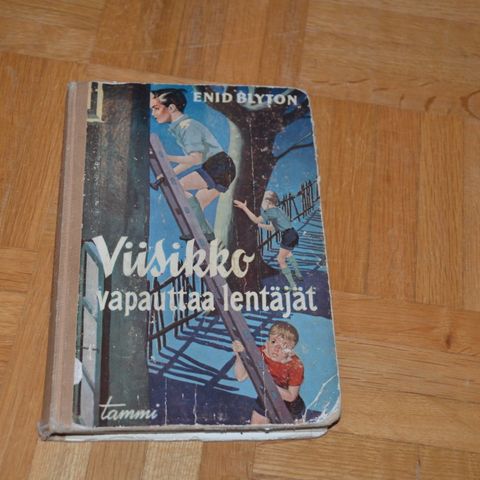 ENID BLYTON
Viisikko
vapauttaa lentäjät
tammi